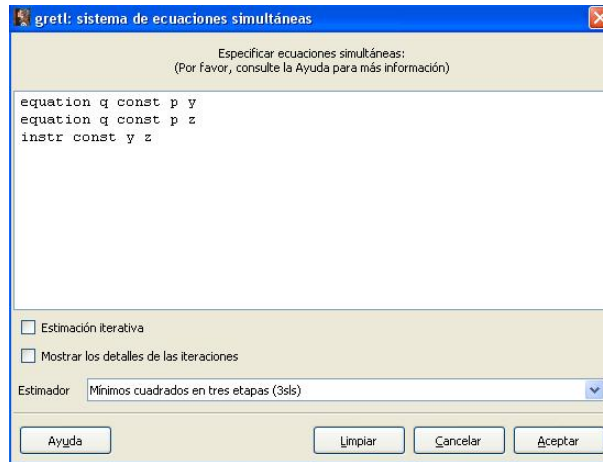 gretl: sistema de ecuaciones simultáneas
Especificar ecuaciones simultáneas:
(Por favor, consulte la Ayuda para más información)
equation q const p y
equation q const p z
instr const y z
Estimación iterativa
Mostrar los detalles de las iteraciones
Estimador Mínimos cuadrados en tres etapas (3sls)
Ayuda Limpiar Cancelar Aceptar